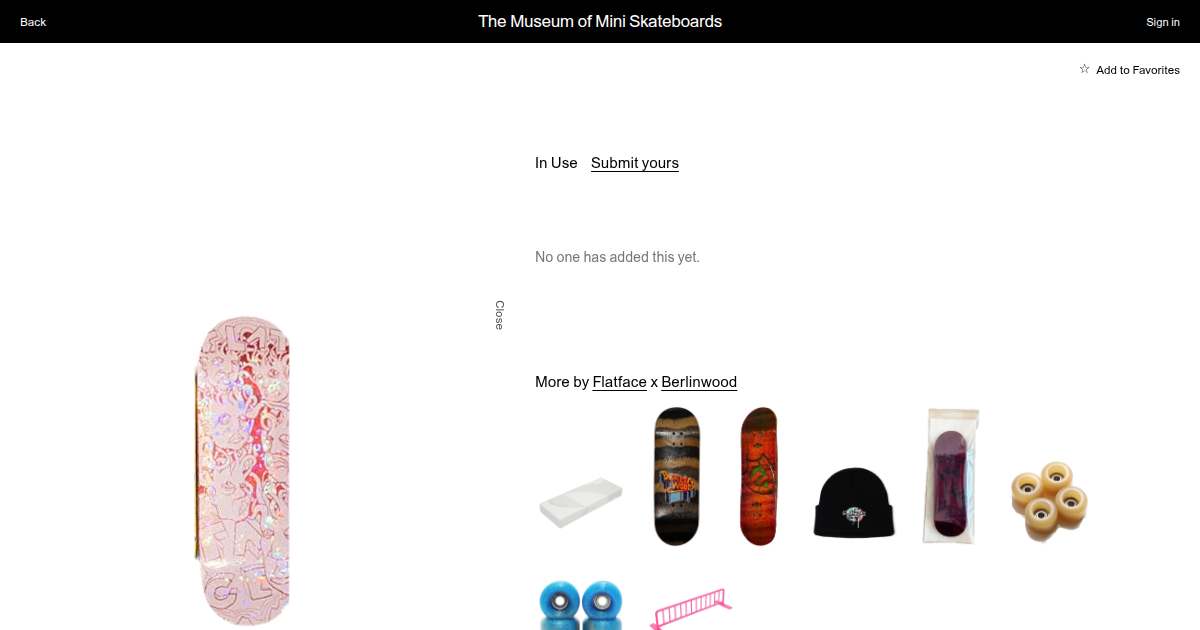 Back
The Museum of Mini Skateboards
Sign in
☆ Add to Favorites
In Use Submit yours
No one has added this yet.
Close
More by Flatface x Berlinwood